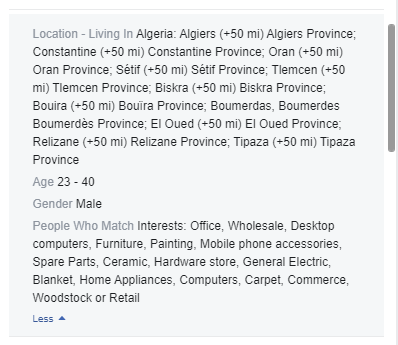 Location - Living In Algeria: Algiers (+50 mi) Algiers Province;
Constantine (+50 mi) Constantine Province; Oran (+50 mi)
Oran Province; Sétif (+50 mi) Sétif Province; Tlemcen (+50
mi) Tlemcen Province; Biskra (+50 mi) Biskra Province;
Bouira (+50 mi) Bouïra Province; Boumerdas, Boumerdes
Boumerdès Province; El Oued (+50 mi) El Oued Province;
Relizane (+50 mi) Relizane Province; Tipaza (+50 mi) Tipaza
Province
Age 23 - 40
Gender Male
People Who Match Interests: Office, Wholesale, Desktop
computers, Furniture, Painting, Mobile phone accessories,
Spare Parts, Ceramic, Hardware store, General Electric,
Blanket, Home Appliances, Computers, Carpet, Commerce,
Woodstock or Retail
Less